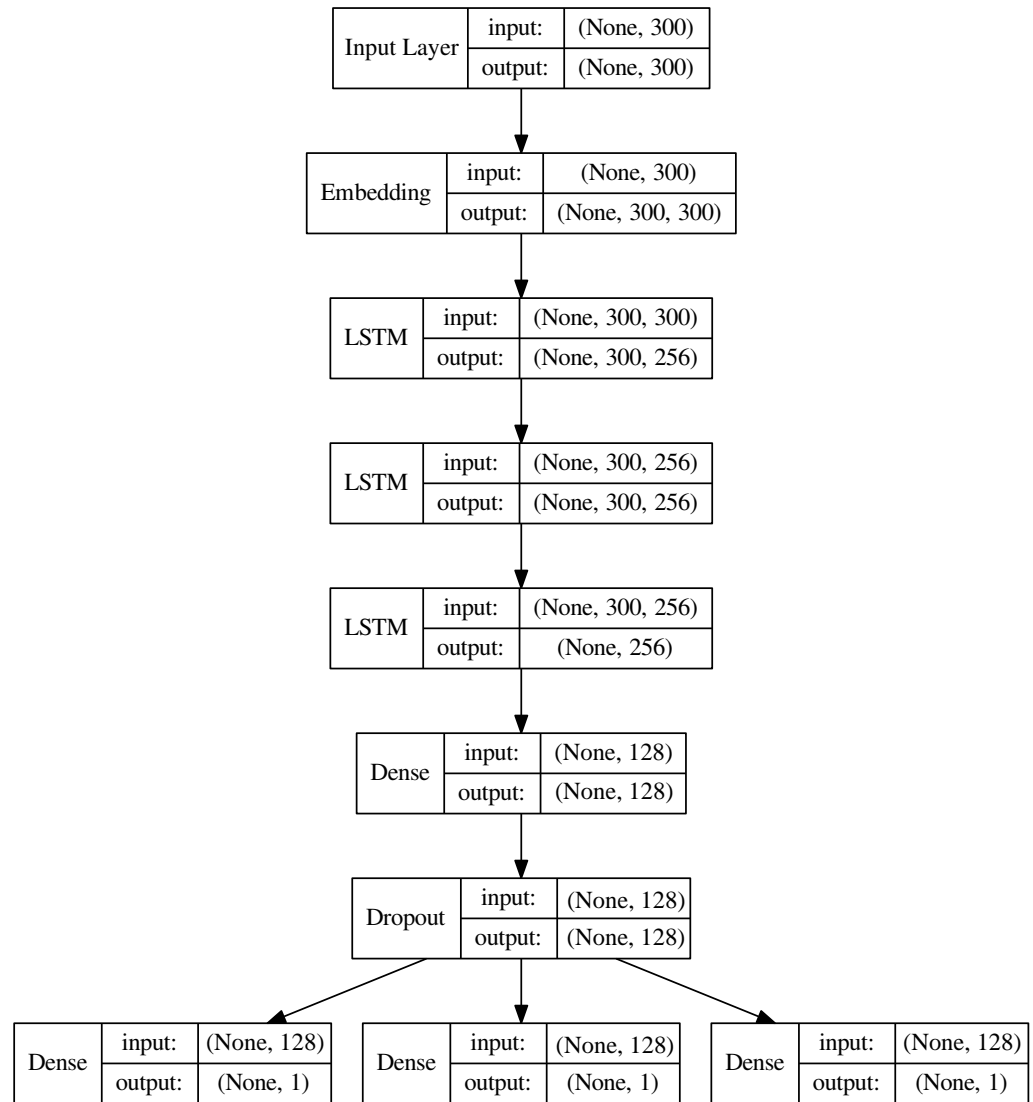 Input Layer
input: (None, 300)
output: (None, 300)
Embedding
input: (None, 300)
output: (None, 300, 300)
LSTM
input: (None, 300, 300)
output: (None, 300, 256)
LSTM
input: (None, 300, 256)
output: (None, 300, 256)
LSTM
input: (None, 300, 256)
output: (None, 256)
Dense
input: (None, 128)
output: (None, 128)
Dropout
input: (None, 128)
output: (None, 128)
Dense
input: (None, 128)
output: (None, 1)
Dense
input: (None, 128)
output: (None, 1)
Dense
input: (None, 128)
output: (None, 1)